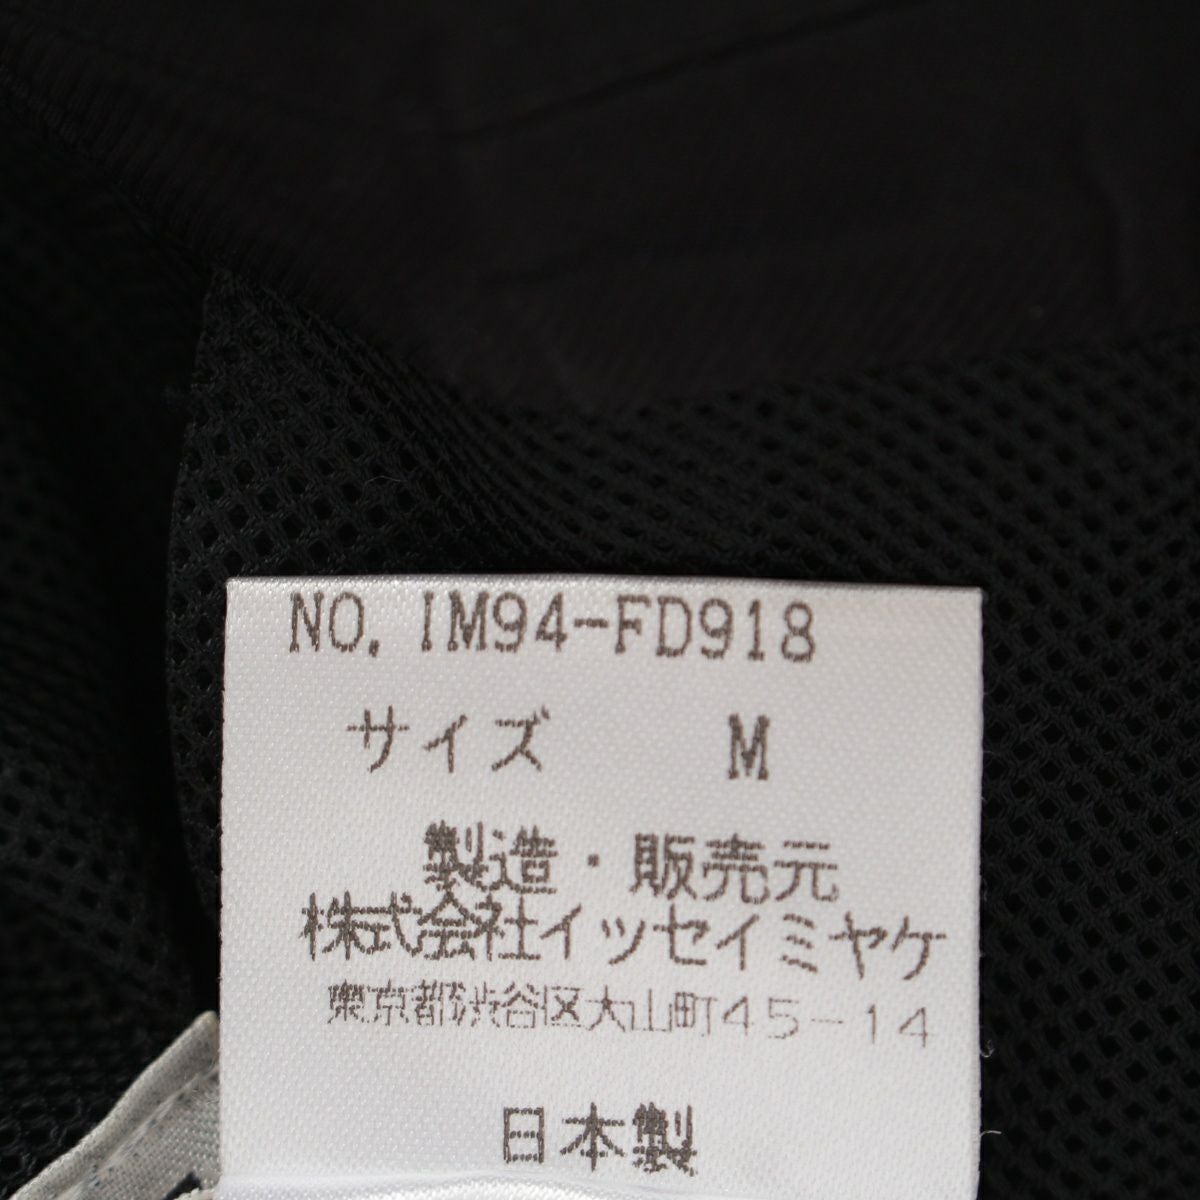 NO. IM94-FD918
サイズ M
製造・販売元
株式会社イッセイミヤケ
東京都渋谷区大山町45-14
日本製